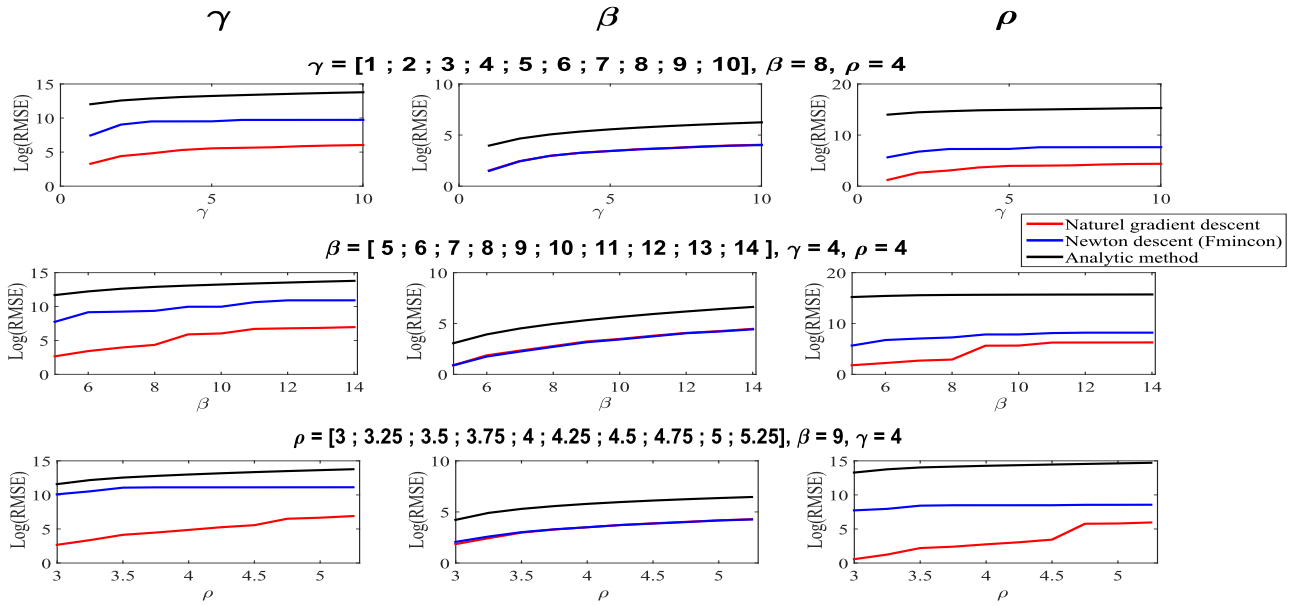 γ β ρ
γ = [1 ; 2 ; 3 ; 4 ; 5 ; 6 ; 7 ; 8 ; 9 ; 10], β = 8, ρ = 4
Log(RMSE) 15 10 5 0
0 5 10
γ
Log(RMSE) 10 5 0
0 5 10
γ
Log(RMSE) 20 10 0
0 5 10
γ
Naturel gradient descent
Newton descent (Fmincon)
Analytic method
β = [ 5 ; 6 ; 7 ; 8 ; 9 ; 10 ; 11 ; 12 ; 13 ; 14 ], γ = 4, ρ = 4
Log(RMSE) 15 10 5 0
6 8 10 12 14
β
Log(RMSE) 10 5 0
6 8 10 12 14
β
Log(RMSE) 20 10 0
6 8 10 12 14
β
ρ = [3 ; 3.25 ; 3.5 ; 3.75 ; 4 ; 4.25 ; 4.5 ; 4.75 ; 5 ; 5.25], β = 9, γ = 4
Log(RMSE) 15 10 5 0
3 3.5 4 4.5 5
ρ
Log(RMSE) 10 5 0
3 3.5 4 4.5 5
ρ
Log(RMSE) 15 10 5 0
3 3.5 4 4.5 5
ρ